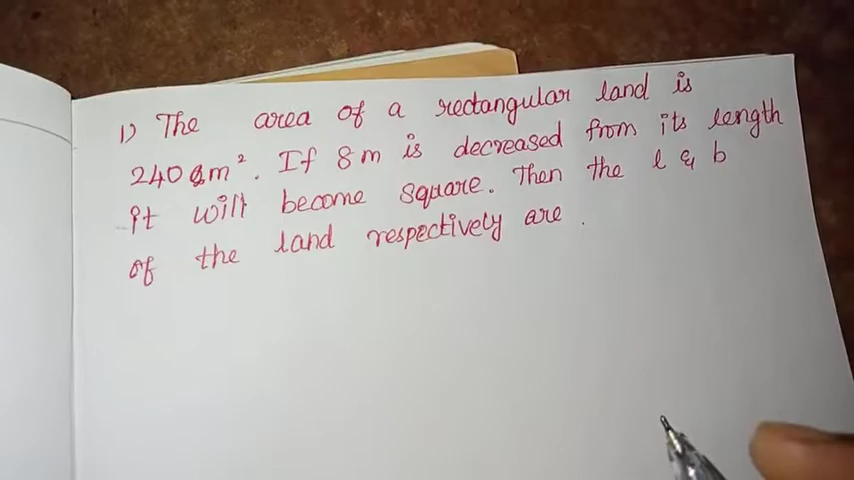 1) The area of a rectangular land is
240 m². If 8m is decreased from its length
it will become square. Then the l & b
of the land respectively are .